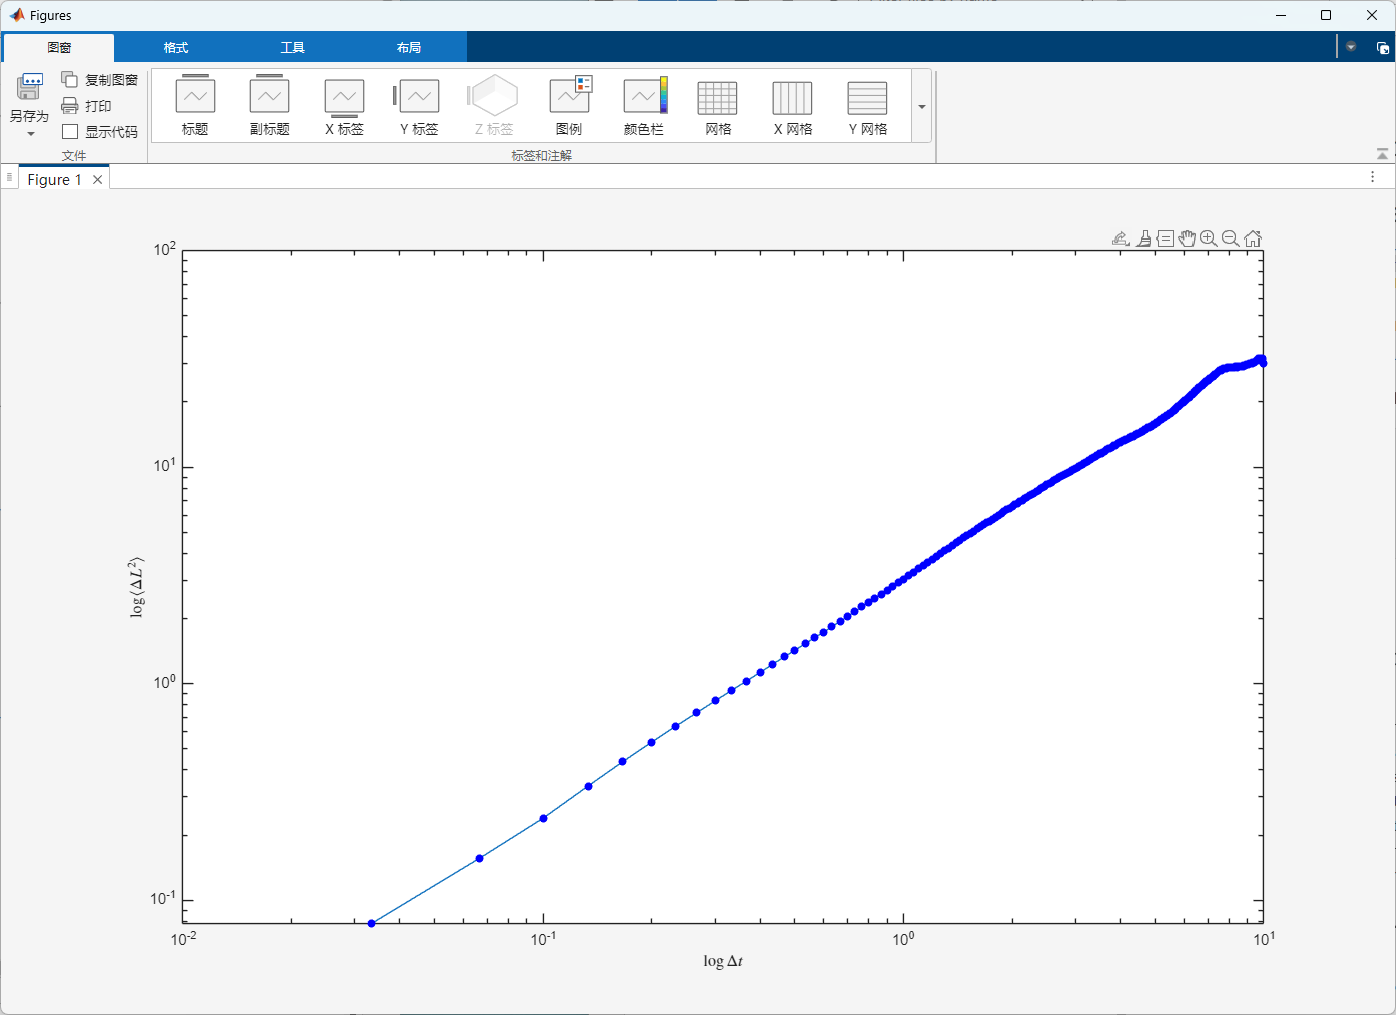 Figures
图窗 格式 工具 布局
另存为
复制图窗
打印
显示代码
文件
标题 副标题 X 标签 Y 标签 Z 标签 图例 颜色栏 网格 X 网格 Y 网格
标签和注解
Figure 1
10^2
10^1
10^0
10^-1
log⟨ΔL^2⟩
10^-2 10^-1 10^0 10^1
log Δt